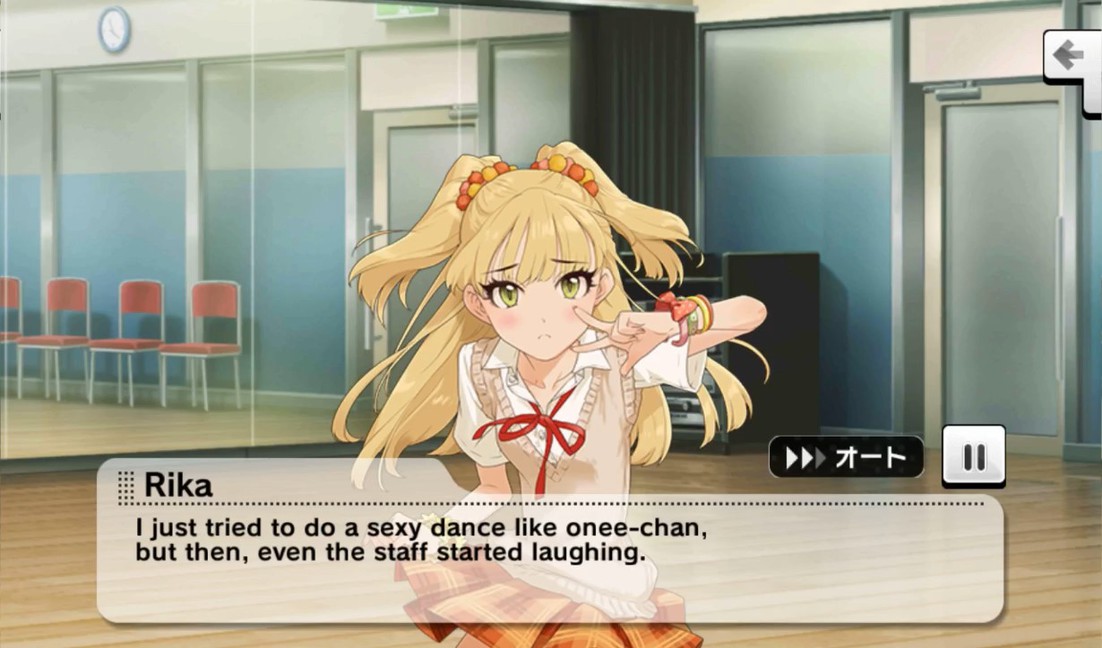 オート
Rika
I just tried to do a sexy dance like onee-chan,
but then, even the staff started laughing.